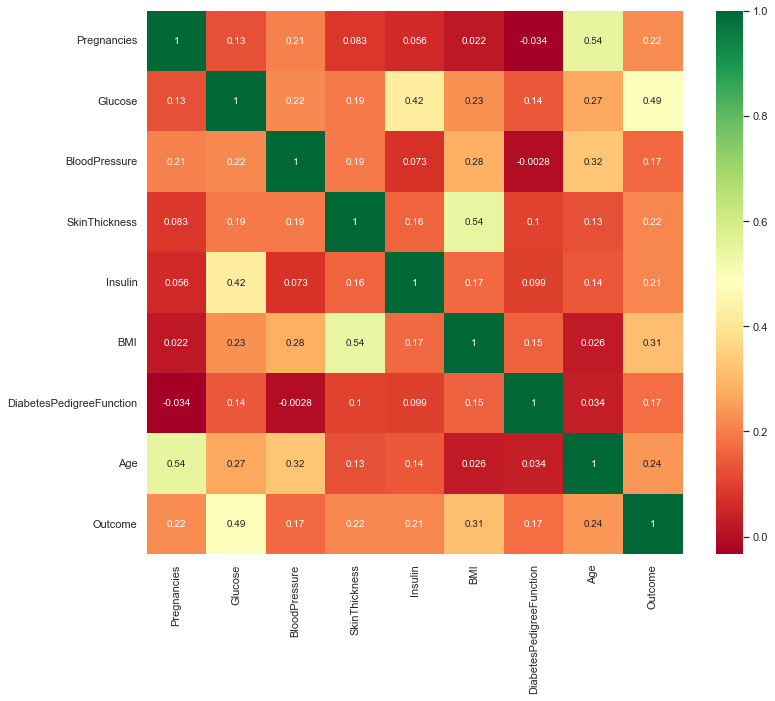 Pregnancies 1 0.13 0.21 0.083 0.056 0.022 -0.034 0.54 0.22
Glucose 0.13 1 0.22 0.19 0.42 0.23 0.14 0.27 0.49
BloodPressure 0.21 0.22 1 0.19 0.073 0.28 -0.0028 0.32 0.17
SkinThickness 0.083 0.19 0.19 1 0.16 0.54 0.1 0.13 0.22
Insulin 0.056 0.42 0.073 0.16 1 0.17 0.099 0.14 0.21
BMI 0.022 0.23 0.28 0.54 0.17 1 0.15 0.026 0.31
DiabetesPedigreeFunction -0.034 0.14 -0.0028 0.1 0.099 0.15 1 0.034 0.17
Age 0.54 0.27 0.32 0.13 0.14 0.026 0.034 1 0.24
Outcome 0.22 0.49 0.17 0.22 0.21 0.31 0.17 0.24 1
Pregnancies
Glucose
BloodPressure
SkinThickness
Insulin
BMI
DiabetesPedigreeFunction
Age
Outcome
1.0
0.8
0.6
0.4
0.2
0.0